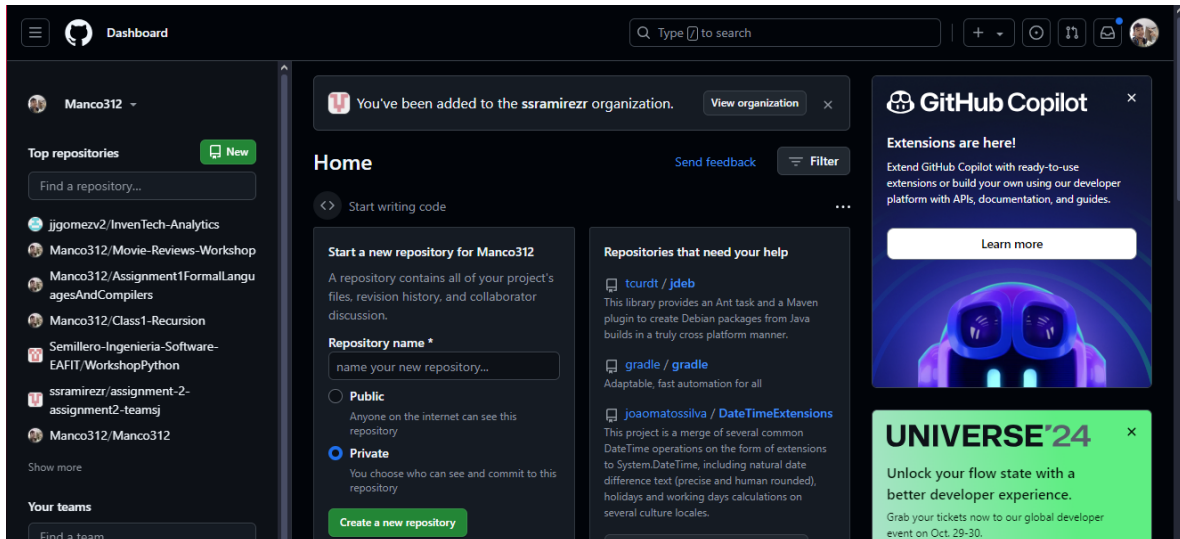 Dashboard
Type / to search
Manco312
Top repositories
New
Find a repository...
jjgomezv2/InvenTech-Analytics
Manco312/Movie-Reviews-Workshop
Manco312/Assignment1FormalLangu
agesAndCompilers
Manco312/Class1-Recursion
Semillero-Ingenieria-Software-
EAFIT/WorkshopPython
ssramirezr/assignment-2-
assignment2-teamsj
Manco312/Manco312
Show more
Your teams
Find a team
You've been added to the ssramirezr organization.
View organization
Home
Send feedback
Filter
Start writing code
Start a new repository for Manco312
A repository contains all of your project's
files, revision history, and collaborator
discussion.
Repository name *
name your new repository...
Public
Anyone on the internet can see this
repository
Private
You choose who can see and commit to this
repository
Create a new repository
Repositories that need your help
tcurdt / jdeb
This library provides an Ant task and a Maven
plugin to create Debian packages from Java
builds in a truly cross platform manner.
gradle / gradle
Adaptable, fast automation for all
joaomatossilva / DateTimeExtensions
This project is a merge of several common
DateTime operations on the form of extensions
to System.DateTime, including natural date
difference text (precise and human rounded),
holidays and working days calculations on
several culture locales.
GitHub Copilot
Extensions are here!
Extend GitHub Copilot with ready-to-use
extensions or build your own using our developer
platform with APIs, documentation, and guides.
Learn more
UNIVERSE'24
Unlock your flow state with a
better developer experience.
Grab your tickets now to our global developer
event on Oct. 29-30.